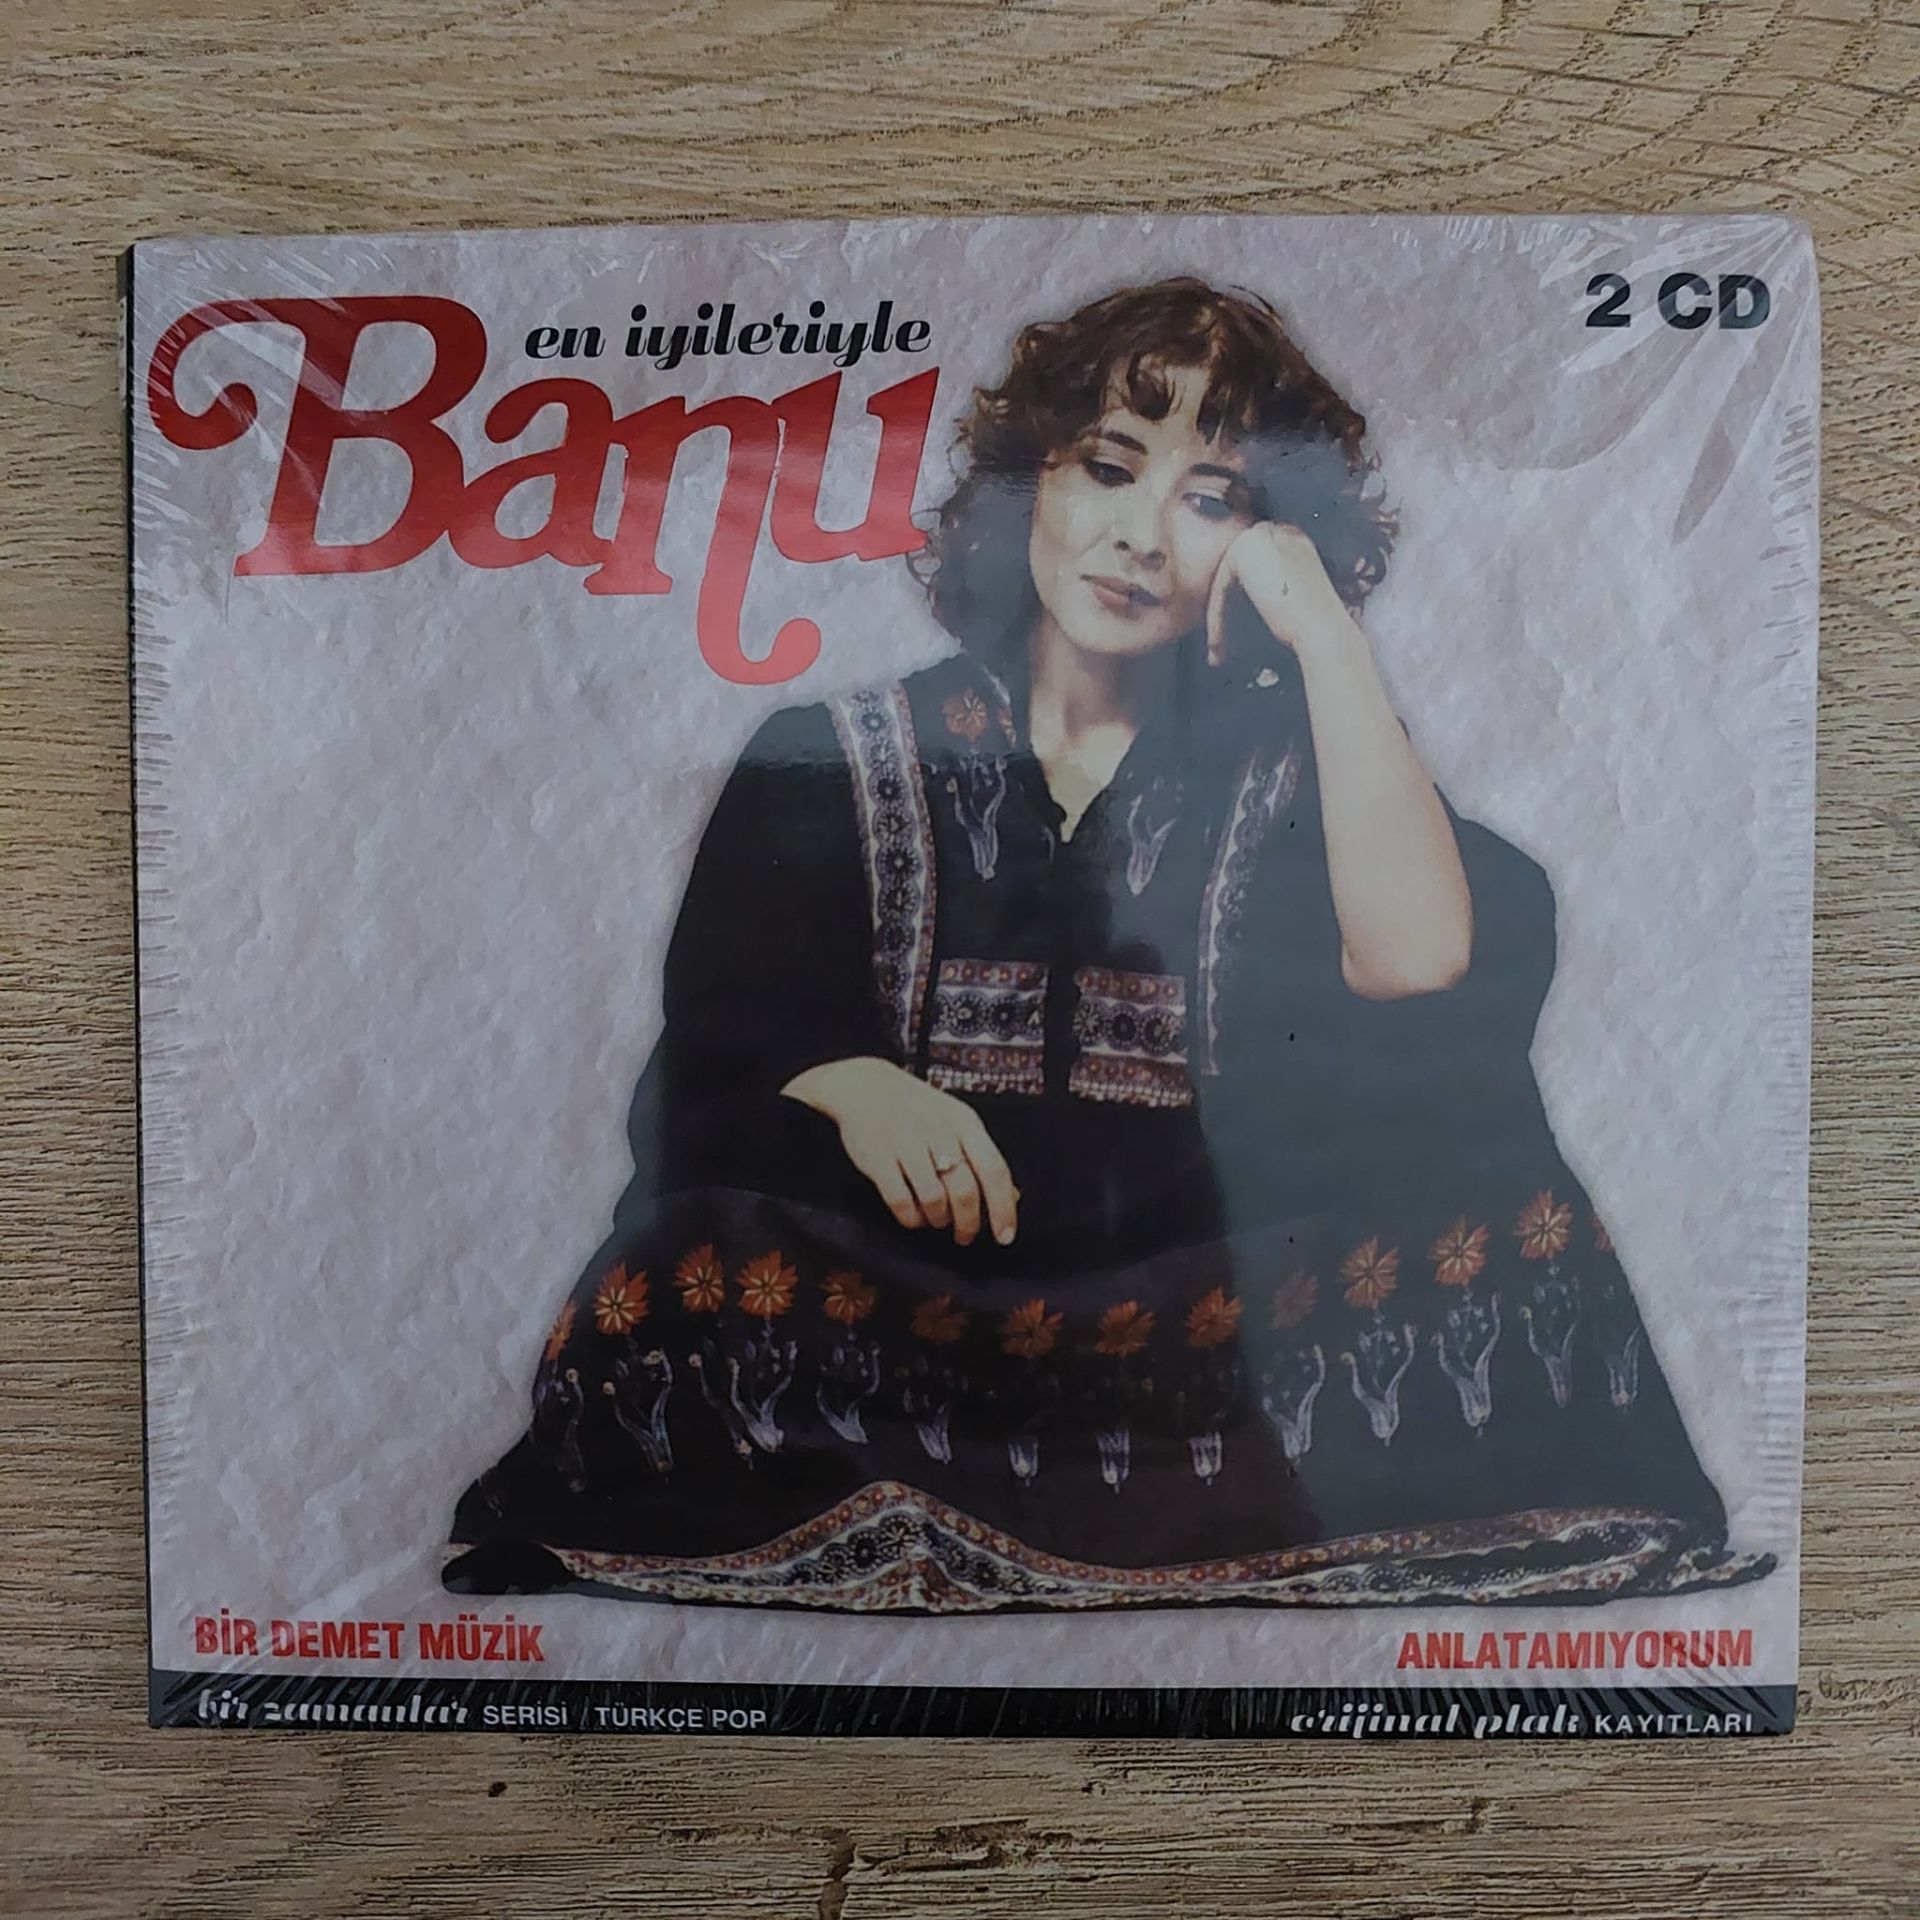 en iyileriyle
Banu
2 CD
BİR DEMET MÜZİK
ANLATAMIYORUM
bir zamanlar SERİSİ / TÜRKÇE POP
orijinal plak KAYITLARI